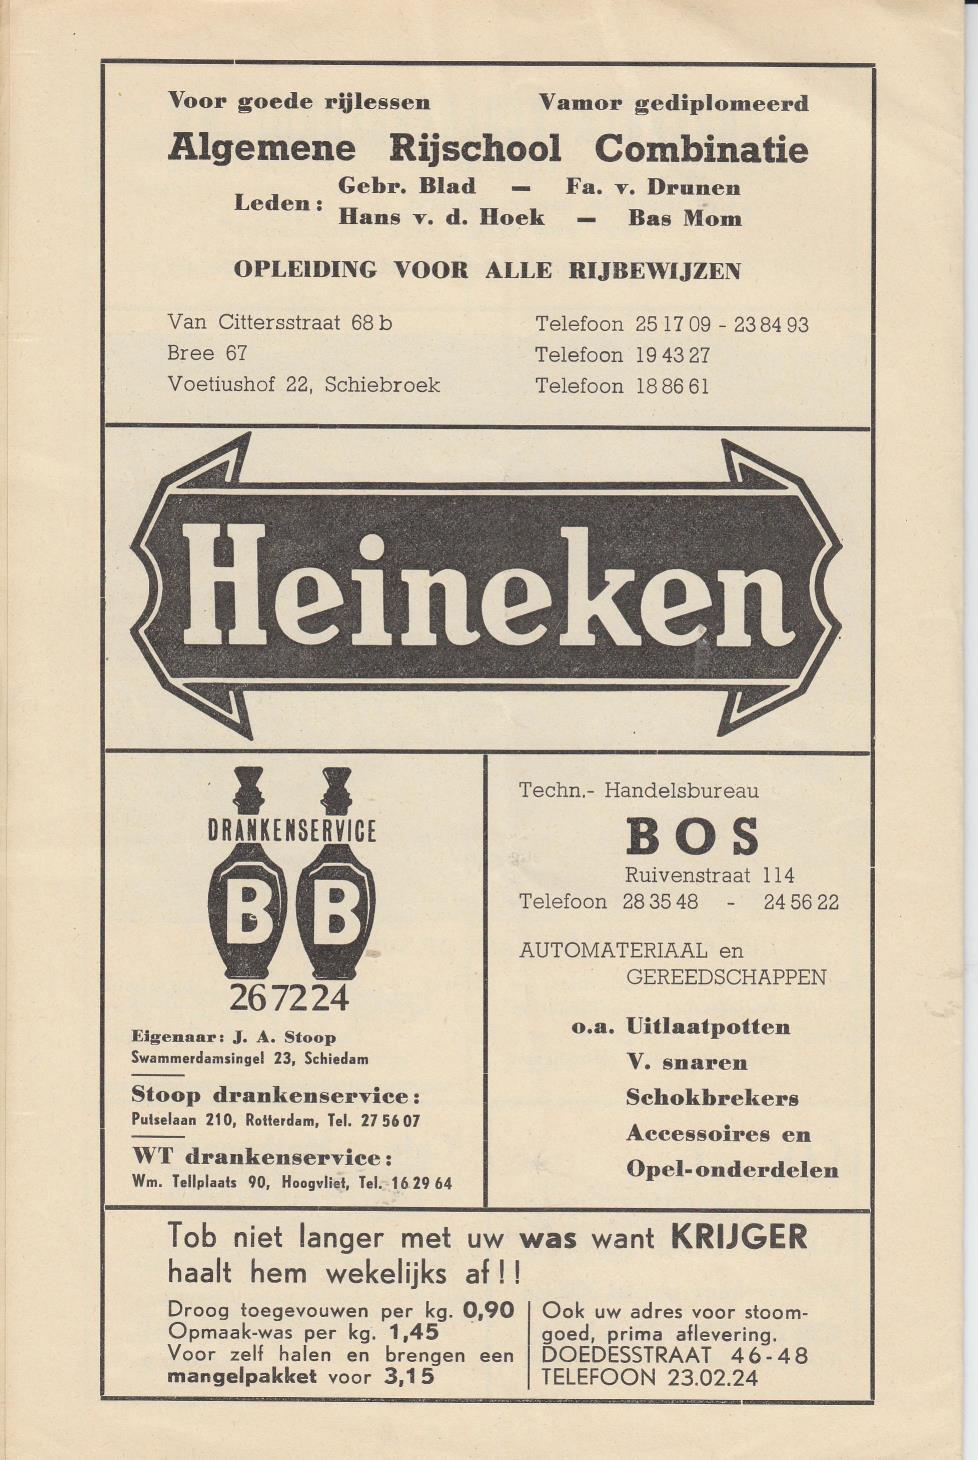 Voor goede rijlessen Vamor gediplomeerd
Algemene Rijschool Combinatie
Leden: Gebr. Blad — Fa. v. Drunen
Hans v. d. Hoek — Bas Mom
OPLEIDING VOOR ALLE RIJBEWIJZEN
Van Cittersstraat 68 b Telefoon 25 17 09 - 23 84 93
Bree 67 Telefoon 19 43 27
Voetiushof 22, Schiebroek Telefoon 18 86 61
Heineken
DRANKENSERVICE
B B
26 72 24
Eigenaar: J. A. Stoop
Swammerdamsingel 23, Schiedam
Stoop drankenservice:
Putselaan 210, Rotterdam, Tel. 27 56 07
WT drankenservice:
Wm. Tellplaats 90, Hoogvliet, Tel. 16 29 64
Techn.- Handelsbureau
BOS
Ruivenstraat 114
Telefoon 28 35 48 - 24 56 22
AUTOMATERIAAL en
GEREEDSCHAPPEN
o.a. Uitlaatpotten
V. snaren
Schokbrekers
Accessoires en
Opel-onderdelen
Tob niet langer met uw was want KRIJGER
haalt hem wekelijks af!!
Droog toegevouwen per kg. 0,90
Opmaak-was per kg. 1,45
Voor zelf halen en brengen een
mangelpakket voor 3,15
Ook uw adres voor stoom-
goed, prima aflevering.
DOEDESSTRAAT 46-48
TELEFOON 23.02.24